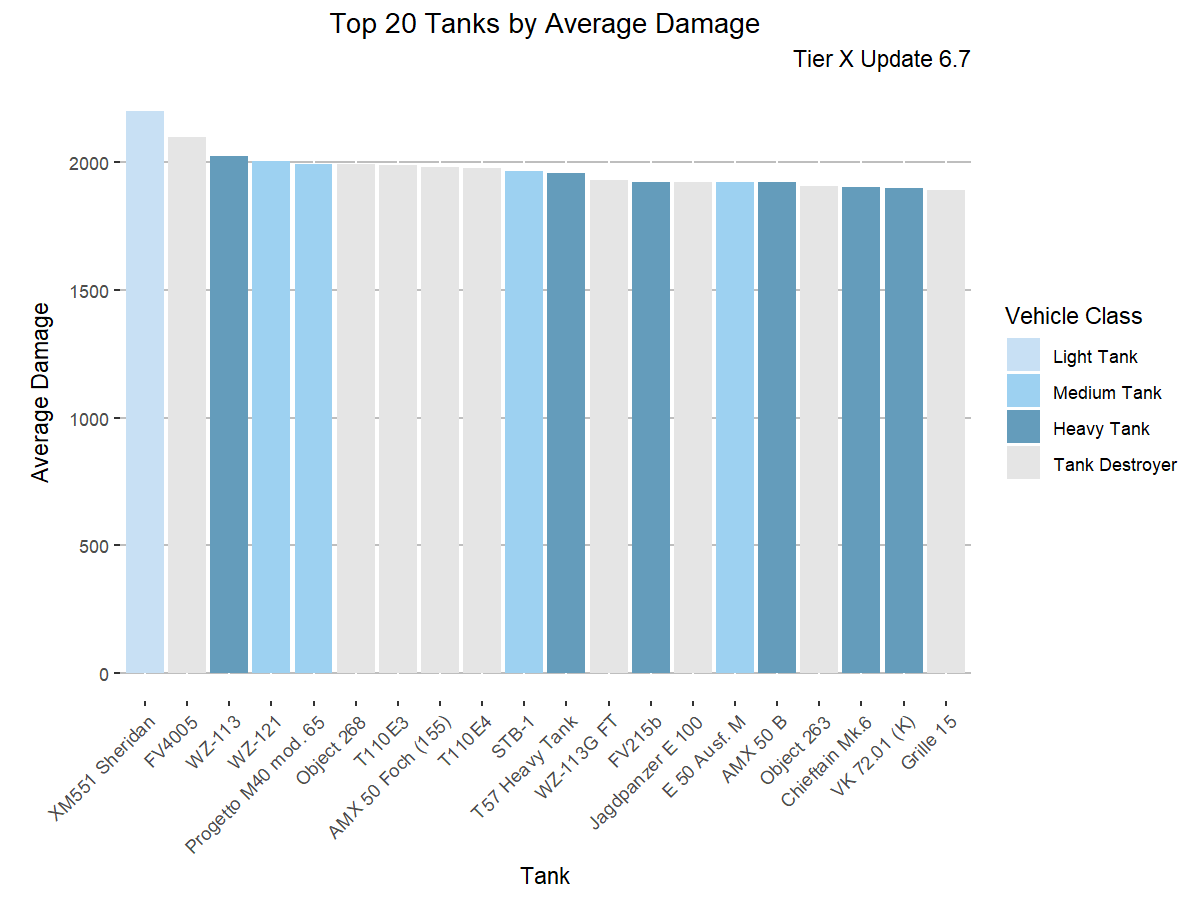 Top 20 Tanks by Average Damage
Tier X Update 6.7
Average Damage
2000
1500
1000
500
0
XM551 Sheridan
FV4005
WZ-113
WZ-121
Progetto M40 mod. 65
Object 268
T110E3
AMX 50 Foch (155)
T110E4
STB-1
T57 Heavy Tank
WZ-113G FT
FV215b
Jagdpanzer E 100
E 50 Ausf. M
AMX 50 B
Object 263
Chieftain Mk.6
VK 72.01 (K)
Grille 15
Tank
Vehicle Class
Light Tank
Medium Tank
Heavy Tank
Tank Destroyer